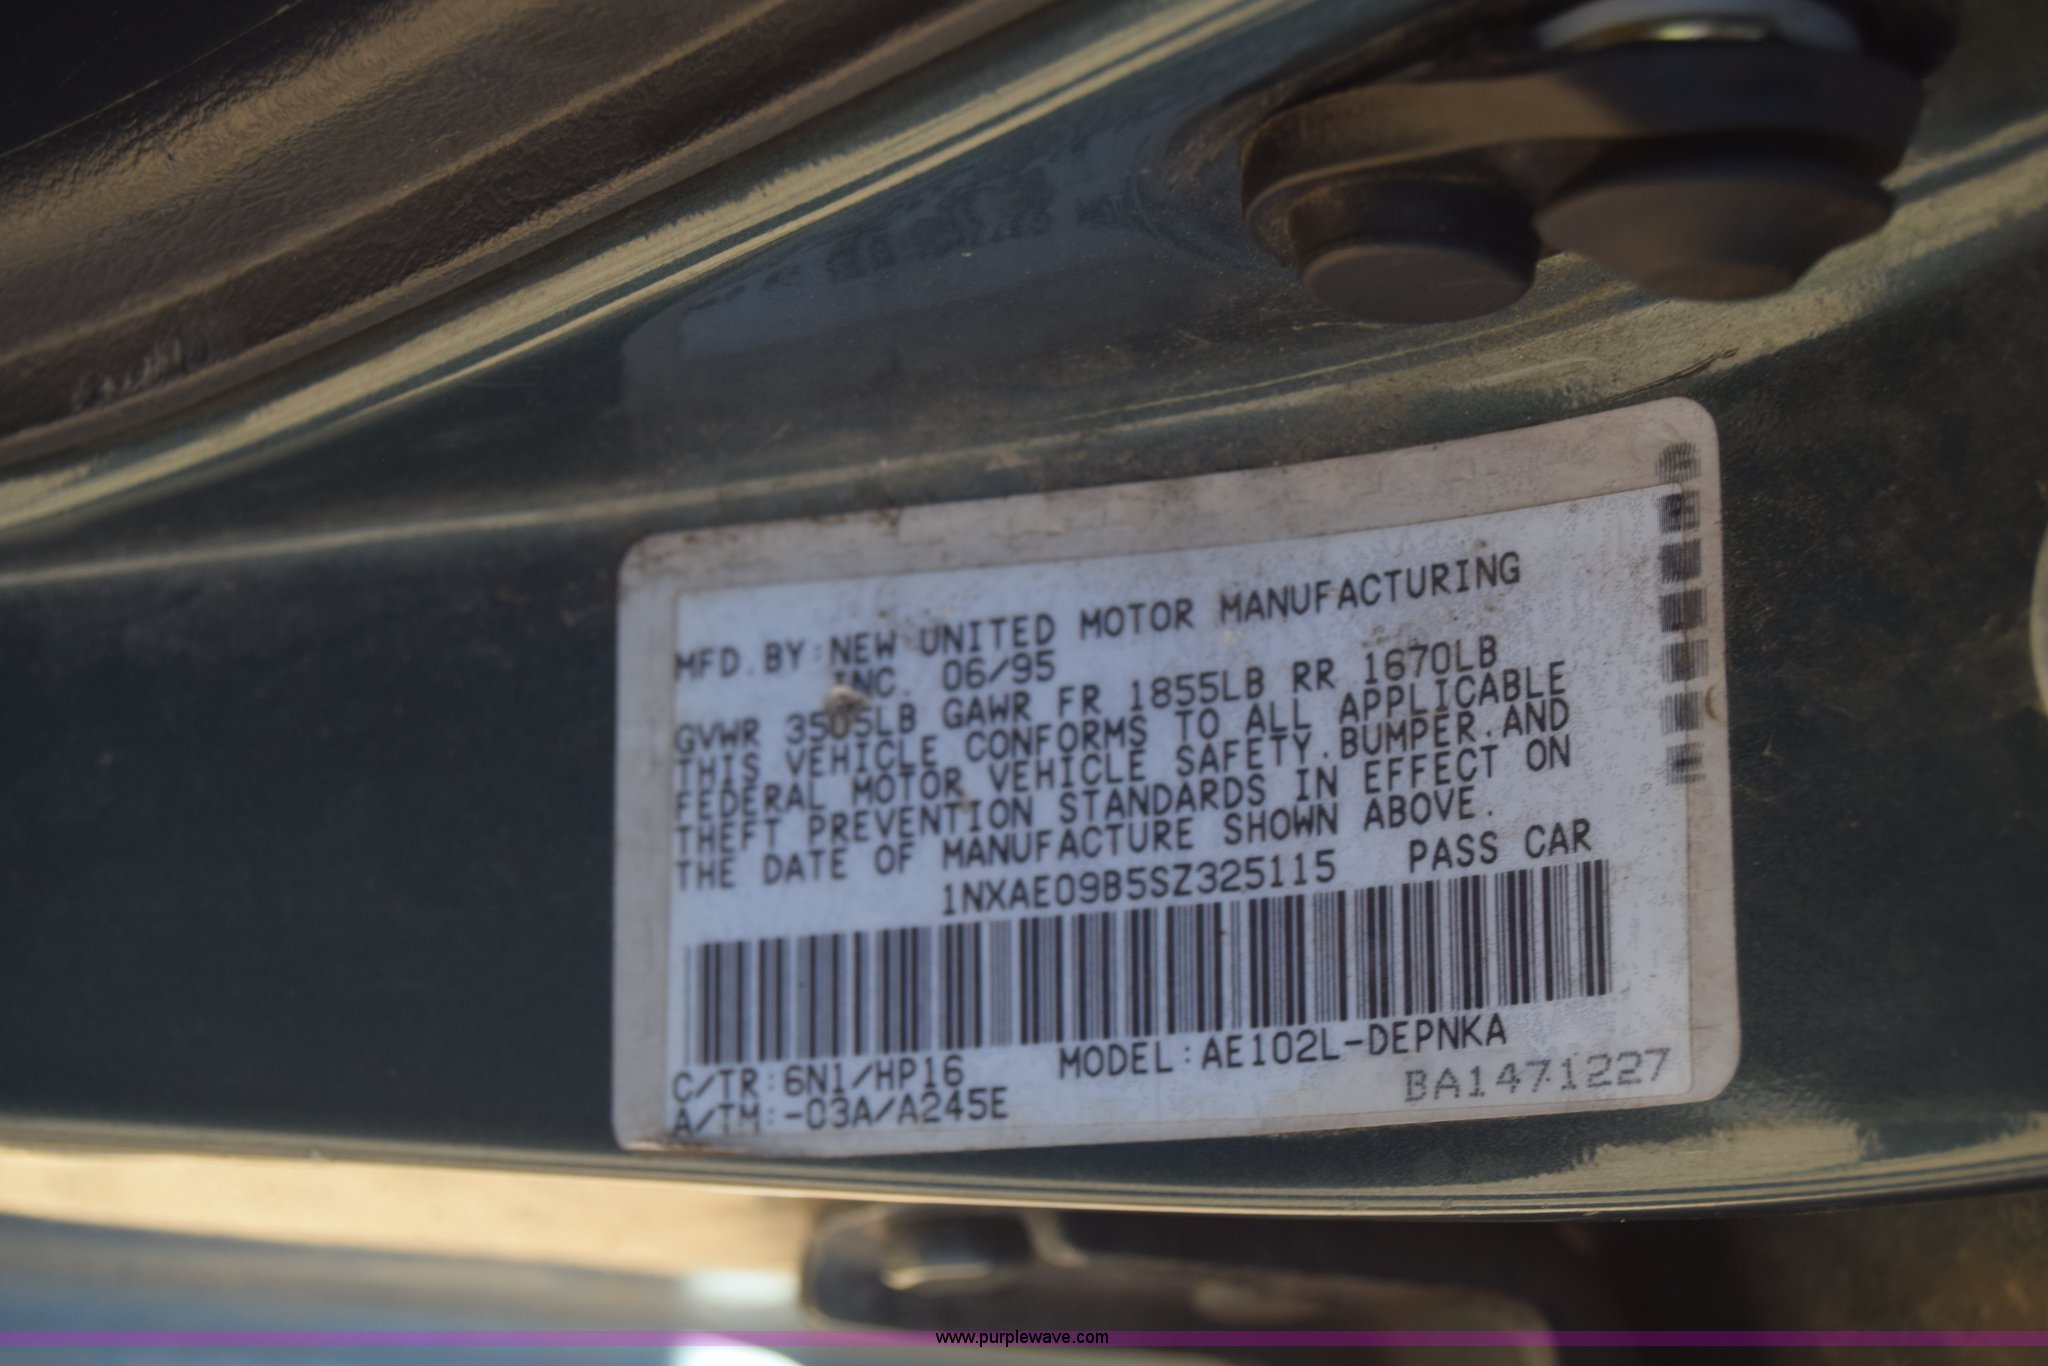 MFD.BY:NEW UNITED MOTOR MANUFACTURING
INC. 06/95
GVWR 3505LB GAWR FR 1855LB RR 1670LB
THIS VEHICLE CONFORMS TO ALL APPLICABLE
FEDERAL MOTOR VEHICLE SAFETY,BUMPER,AND
THEFT PREVENTION STANDARDS IN EFFECT ON
THE DATE OF MANUFACTURE SHOWN ABOVE.
1NXAE09B5SZ325115 PASS CAR
C/TR:6N1/HP16 MODEL:AE102L-DEPNKA
A/TM:-03A/A245E BA1471227
www.purplewave.com